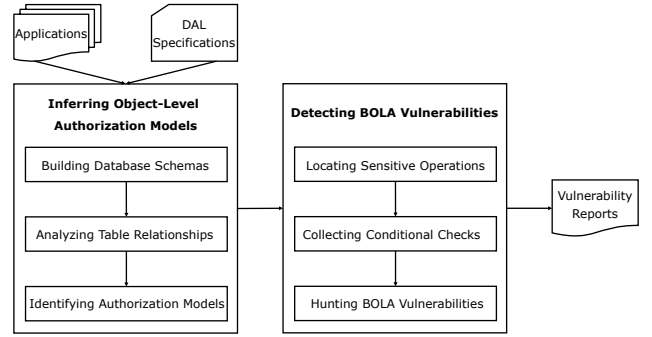 Applications
DAL
Specifications
Inferring Object-Level
Authorization Models
Building Database Schemas
Analyzing Table Relationships
Identifying Authorization Models
Detecting BOLA Vulnerabilities
Locating Sensitive Operations
Collecting Conditional Checks
Hunting BOLA Vulnerabilities
Vulnerability
Reports